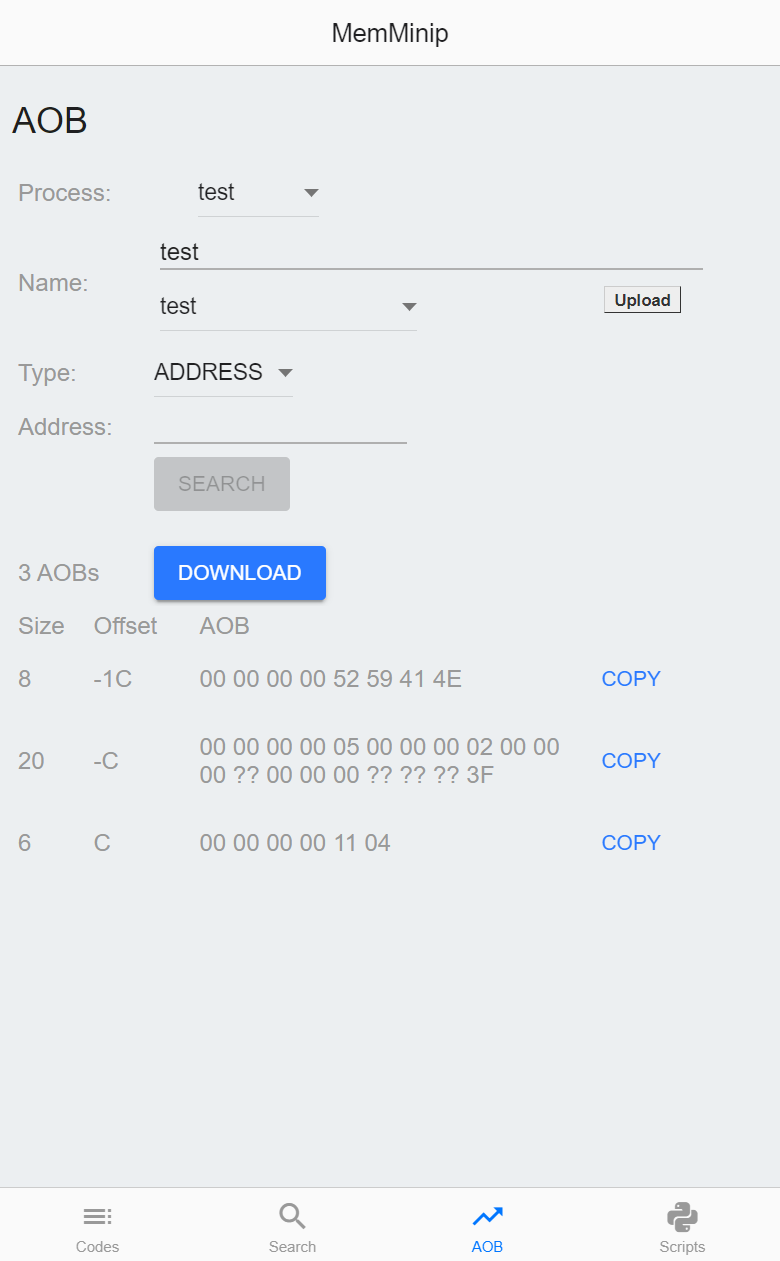 MemMinip
AOB
Process: test
test
Name:
test Upload
Type: ADDRESS
Address:
SEARCH
3 AOBs DOWNLOAD
Size Offset AOB
8 -1C 00 00 00 00 52 59 41 4E COPY
20 -C 00 00 00 00 05 00 00 00 02 00 00
00 ?? 00 00 00 ?? ?? ?? 3F COPY
6 C 00 00 00 00 11 04 COPY
Codes Search AOB Scripts